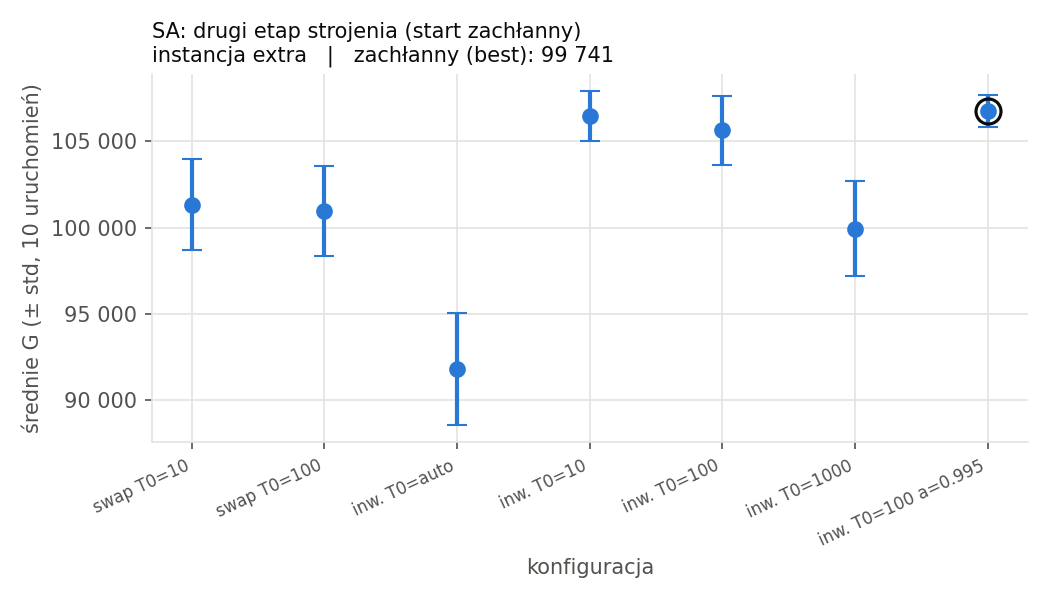 SA: drugi etap strojenia (start zachłanny)
instancja extra | zachłanny (best): 99 741
średnie G (± std, 10 uruchomień)
105 000
100 000
95 000
90 000
swap T0=10
swap T0=100
inw. T0=auto
inw. T0=10
inw. T0=100
inw. T0=1000
inw. T0=100 a=0.995
konfiguracja